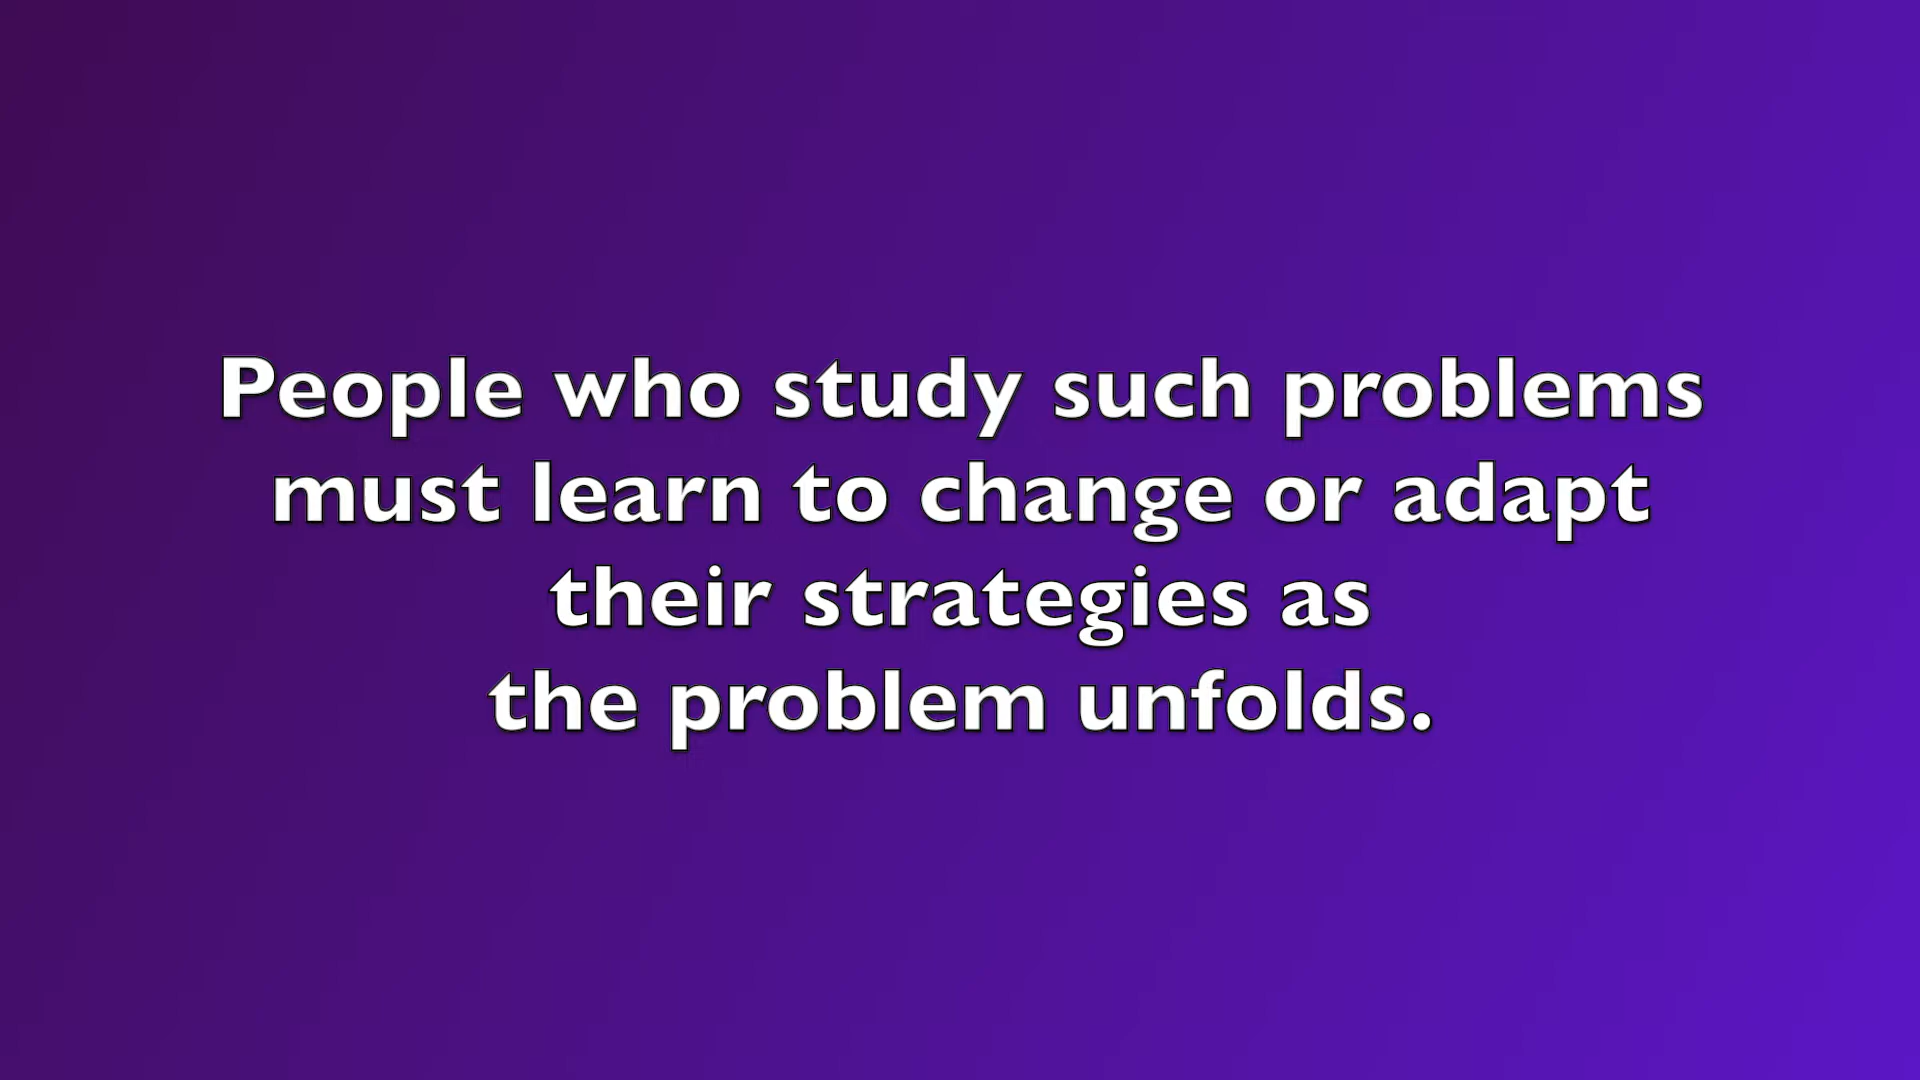 People who study such problems
must learn to change or adapt
their strategies as
the problem unfolds.